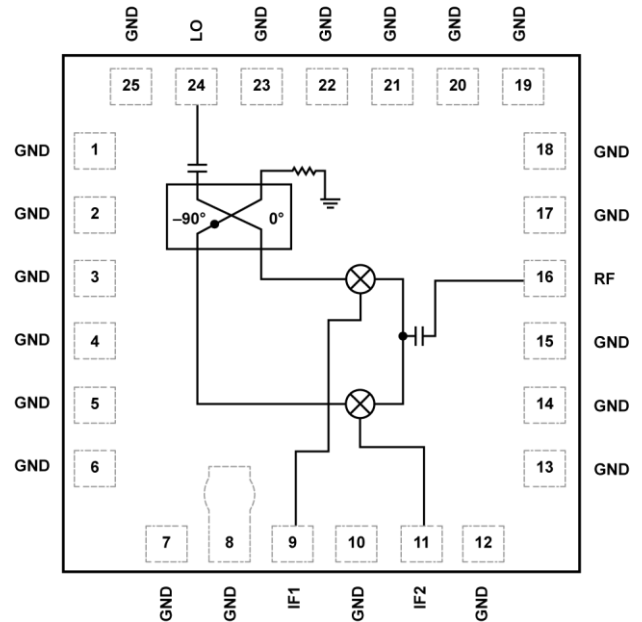 GND LO GND GND GND GND GND
25 24 23 22 21 20 19
GND 1 18 GND
–90° 0°
GND 2 17 GND
GND 3 16 RF
GND 4 15 GND
GND 5 14 GND
GND 6 13 GND
7 8 9 10 11 12
GND GND IF1 GND IF2 GND